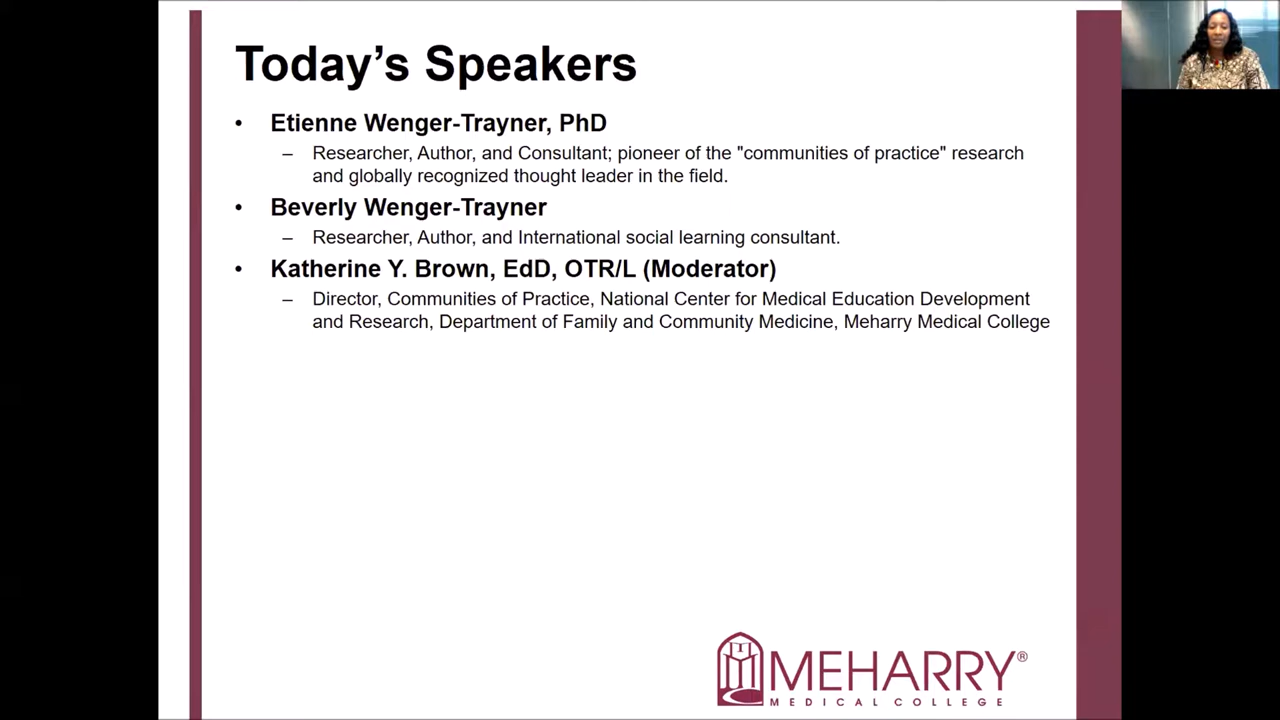 Today's Speakers
• Etienne Wenger-Trayner, PhD
– Researcher, Author, and Consultant; pioneer of the "communities of practice" research
and globally recognized thought leader in the field.
• Beverly Wenger-Trayner
– Researcher, Author, and International social learning consultant.
• Katherine Y. Brown, EdD, OTR/L (Moderator)
– Director, Communities of Practice, National Center for Medical Education Development
and Research, Department of Family and Community Medicine, Meharry Medical College
MEHARRY®
MEDICAL COLLEGE